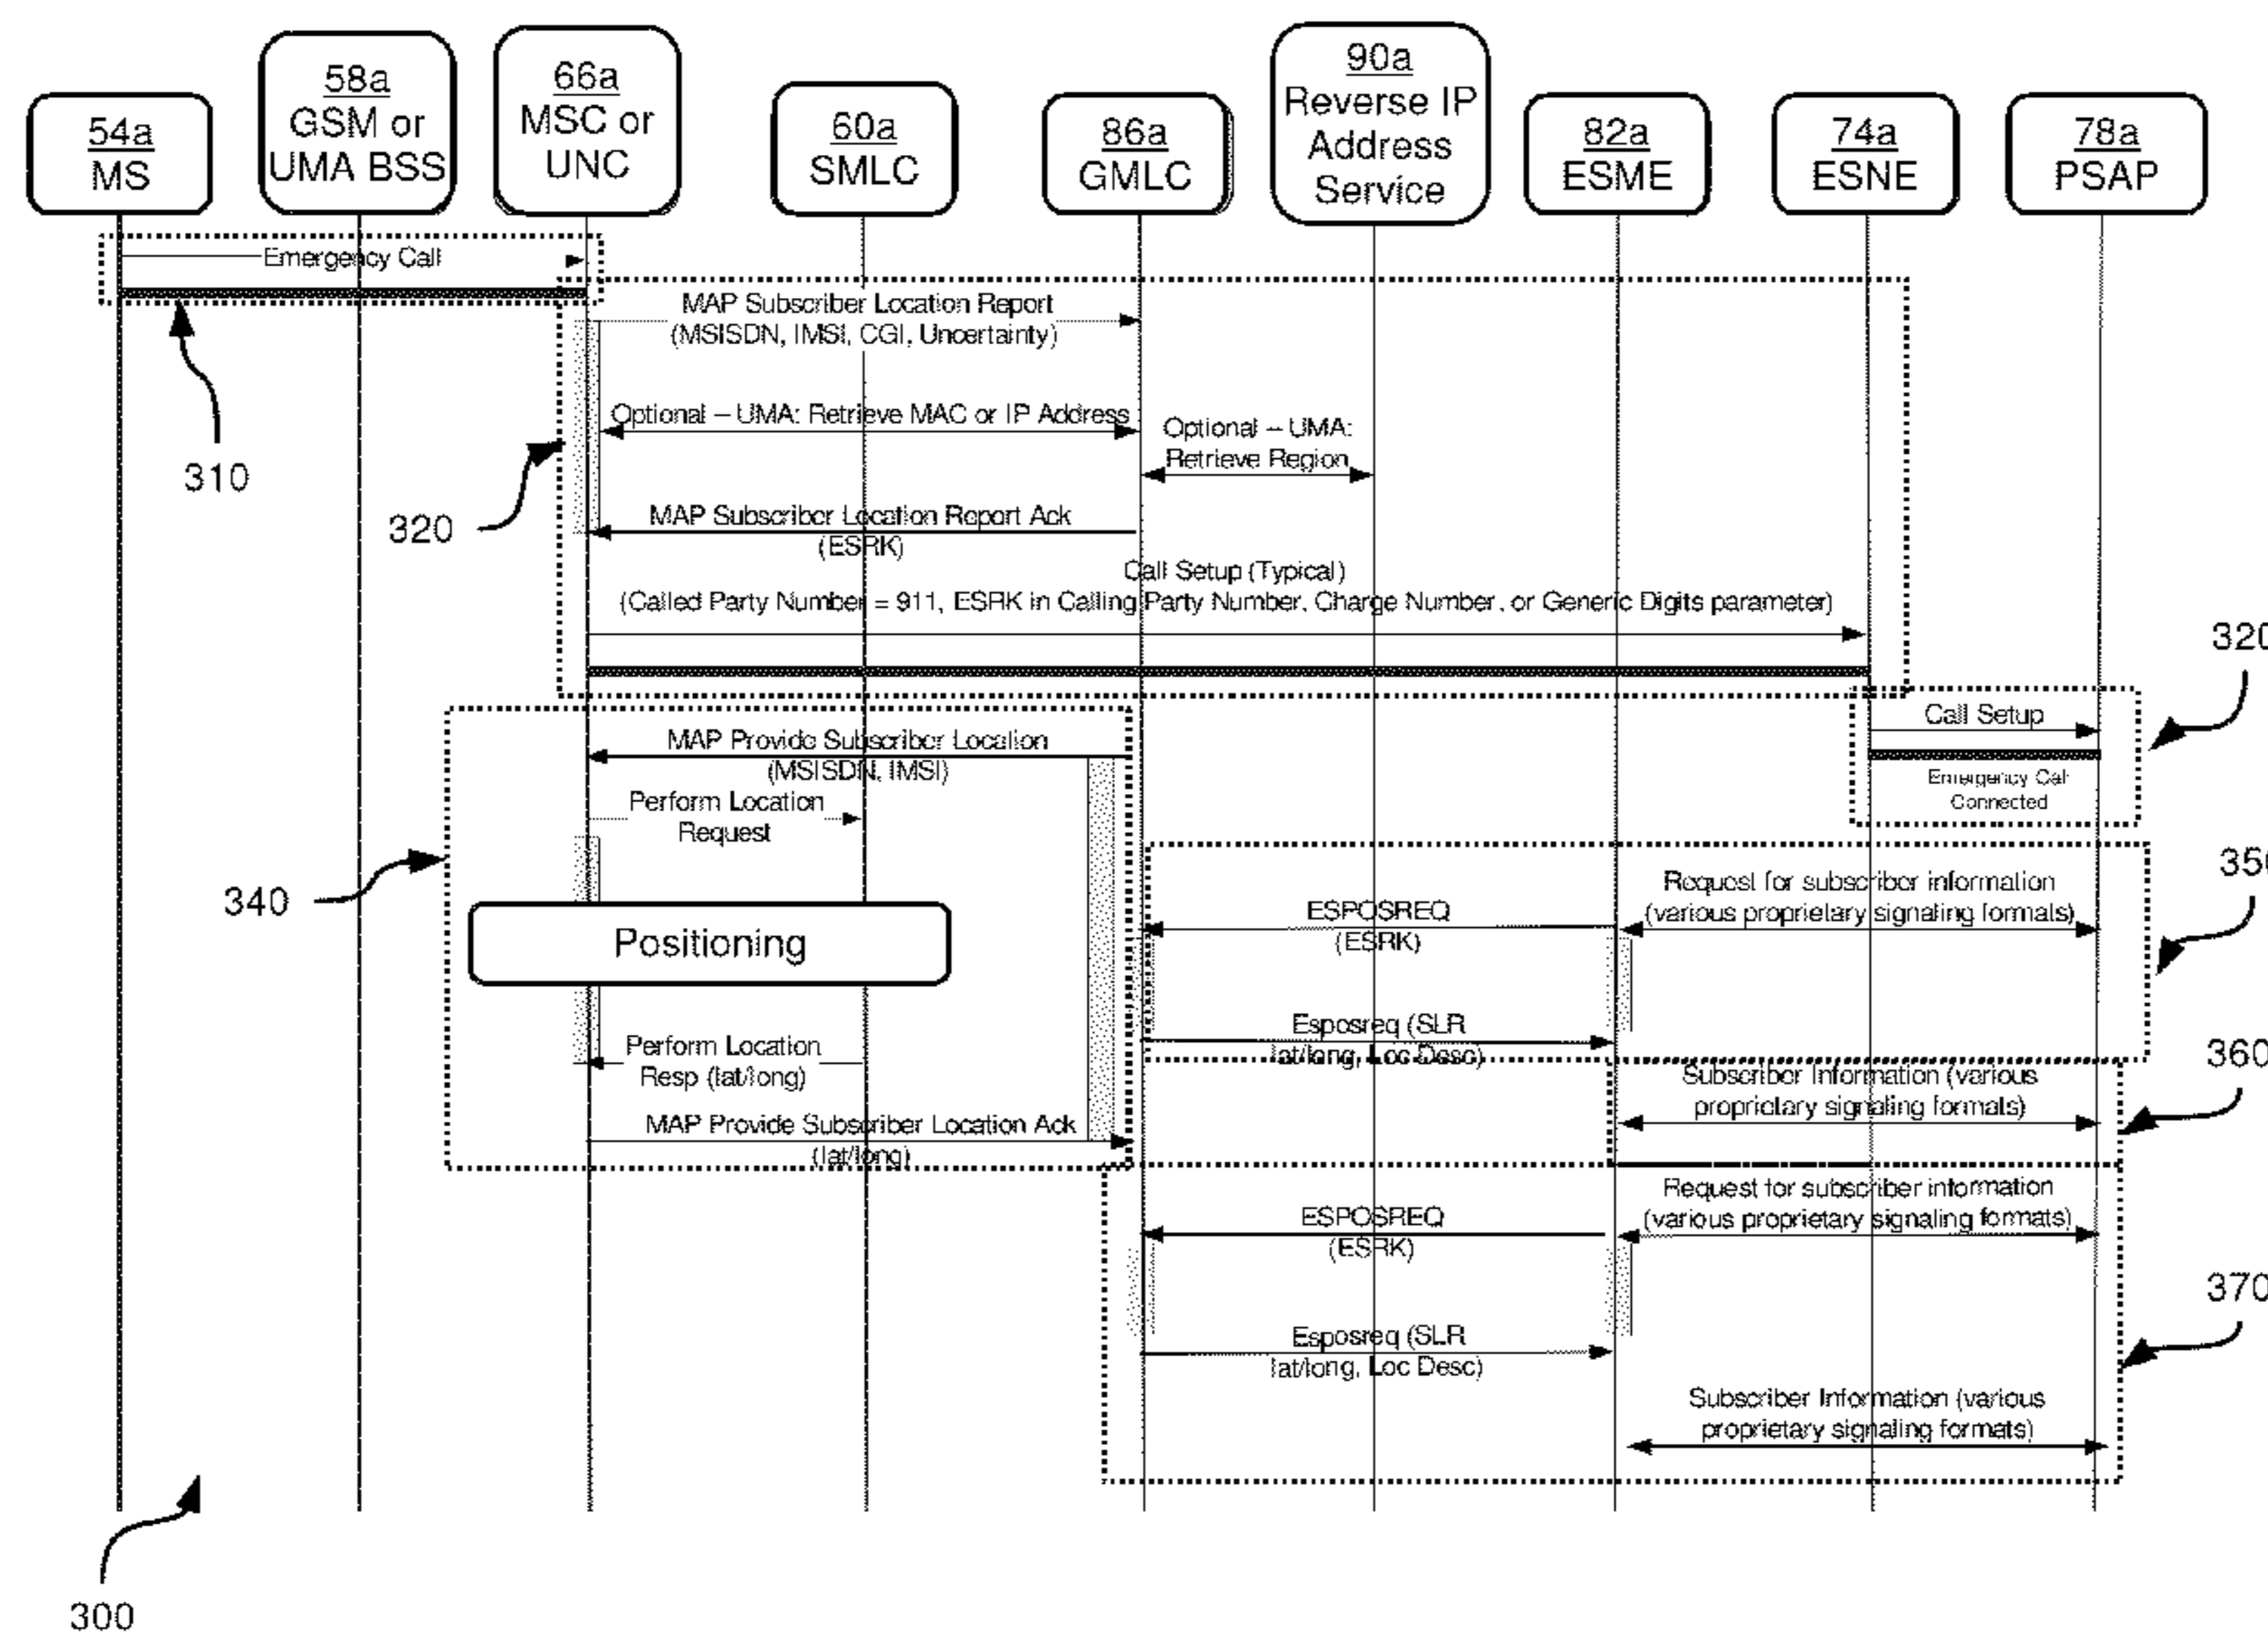 54a
MS
58a
GSM or
UMA BSS
66a
MSC or
UNC
60a
SMLC
86a
GMLC
90a
Reverse IP
Address
Service
82a
ESME
74a
ESNE
78a
PSAP
Emergency Call
310
MAP Subscriber Location Report
(MSISDN, IMSI, CGI, Uncertainty)
Optional – UMA: Retrieve MAC or IP Address
Optional – UMA:
Retrieve Region
320
MAP Subscriber Location Report Ack
(ESRK)
Call Setup (Typical)
(Called Party Number = 911, ESRK in Calling Party Number, Charge Number, or Generic Digits parameter)
320
Call Setup
Emergency Call
Connected
MAP Provide Subscriber Location
(MSISDN, IMSI)
Perform Location
Request
340
Positioning
Perform Location
Resp (lat/long)
MAP Provide Subscriber Location Ack
(lat/long)
350
Request for subscriber information
(various proprietary signaling formats)
ESPOSREQ
(ESRK)
Esposreq (SLR
lat/long, Loc Desc)
360
Subscriber Information (various
proprietary signaling formats)
Request for subscriber information
(various proprietary signaling formats)
ESPOSREQ
(ESRK)
370
Esposreq (SLR
lat/long, Loc Desc)
Subscriber Information (various
proprietary signaling formats)
300